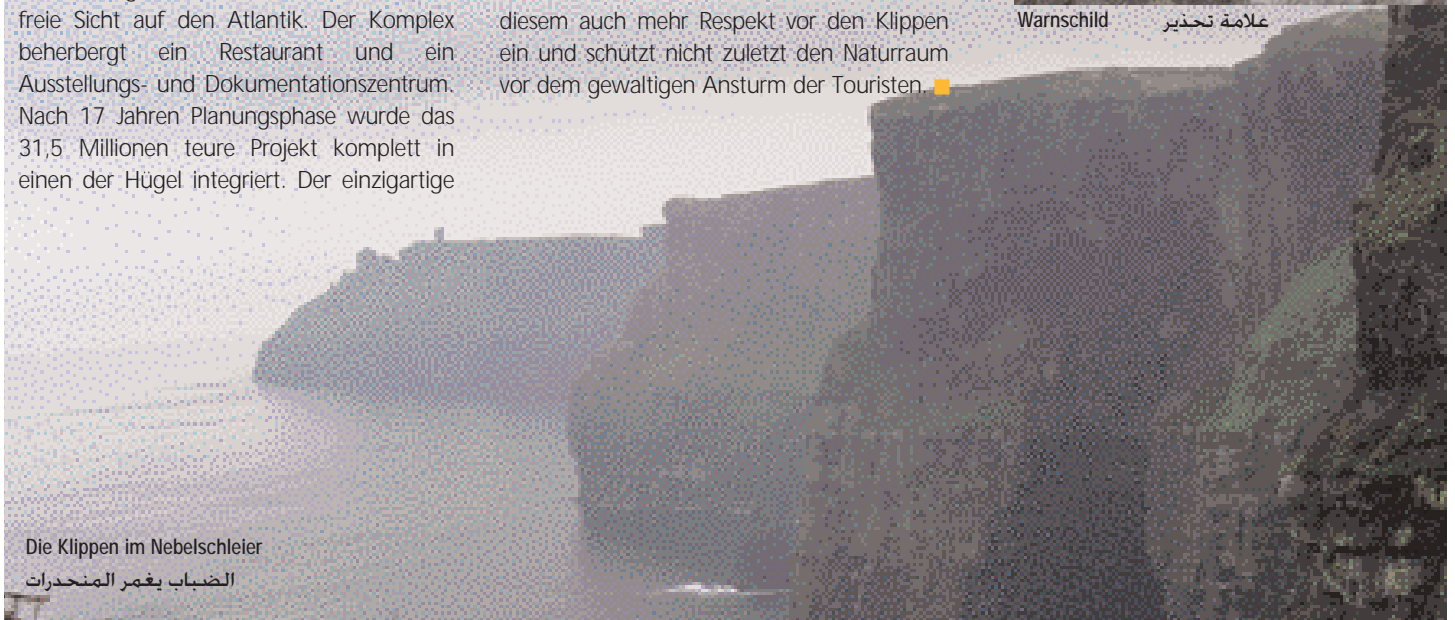 freie Sicht auf den Atlantik. Der Komplex
beherbergt ein Restaurant und ein
Ausstellungs- und Dokumentationszentrum.
Nach 17 Jahren Planungsphase wurde das
31,5 Millionen teure Projekt komplett in
einen der Hügel integriert. Der einzigartige
diesem auch mehr Respekt vor den Klippen
ein und schützt nicht zuletzt den Naturraum
vor dem gewaltigen Ansturm der Touristen.
Warnschild علامة تحذير
Die Klippen im Nebelschleier
الضباب يغمر المنحدرات